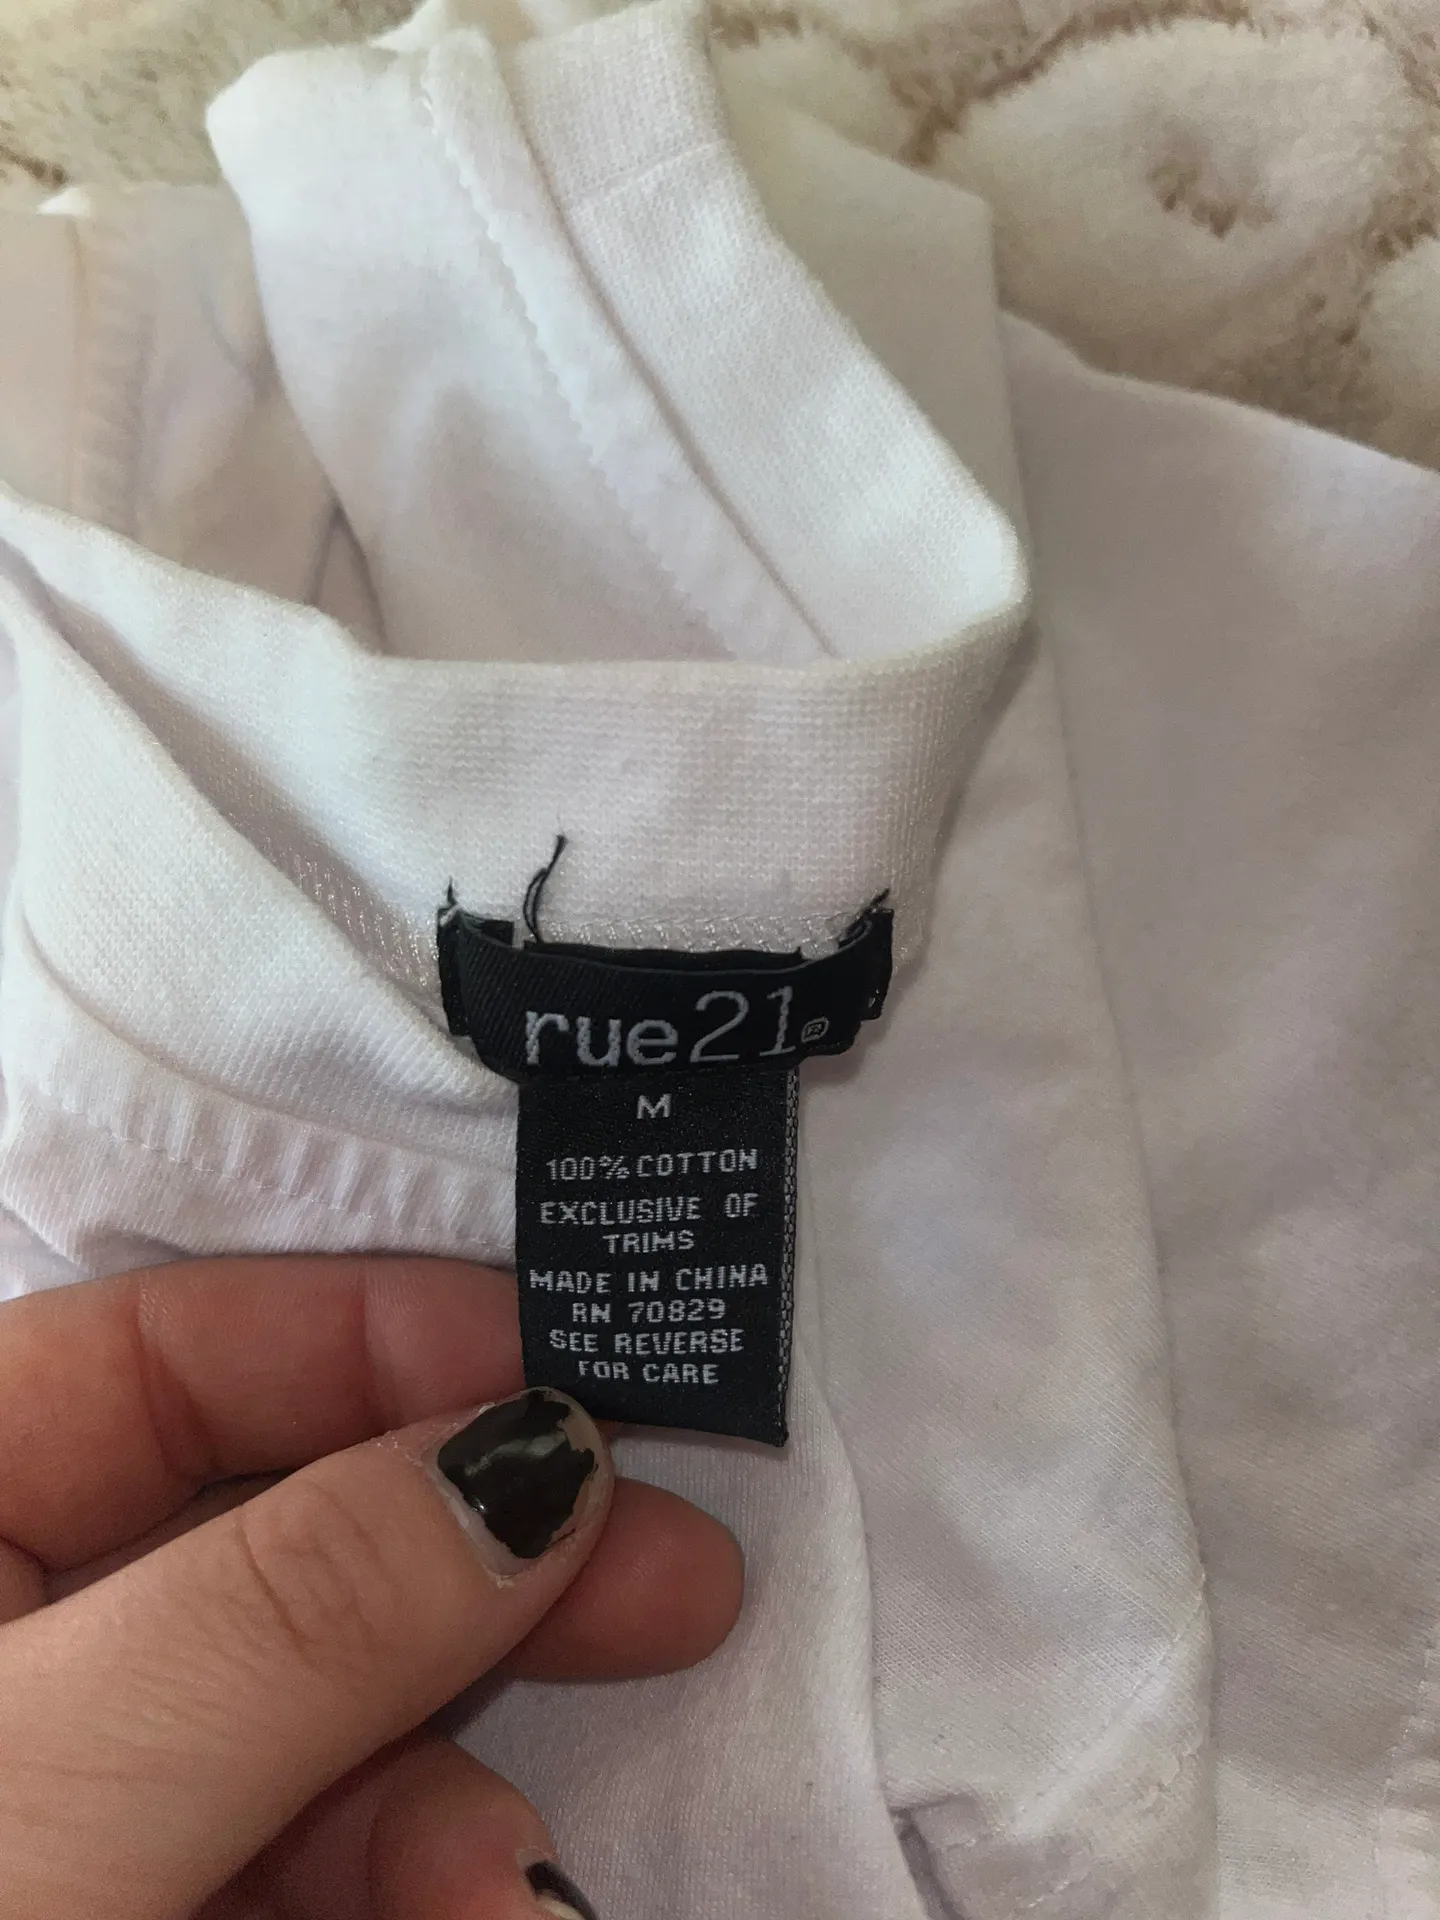 rue21®
M
100% COTTON
EXCLUSIVE OF
TRIMS
MADE IN CHINA
RN 70829
SEE REVERSE
FOR CARE